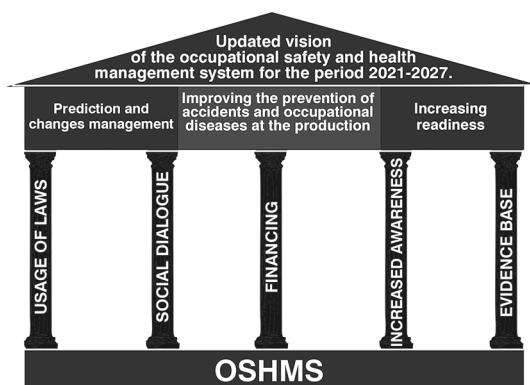 Updated vision
of the occupational safety and health
management system for the period 2021-2027.
Prediction and
changes management
Improving the prevention of
accidents and occupational
diseases at the production
Increasing
readiness
USAGE OF LAWS
SOCIAL DIALOGUE
FINANCING
INCREASED AWARENESS
EVIDENCE BASE
OSHMS